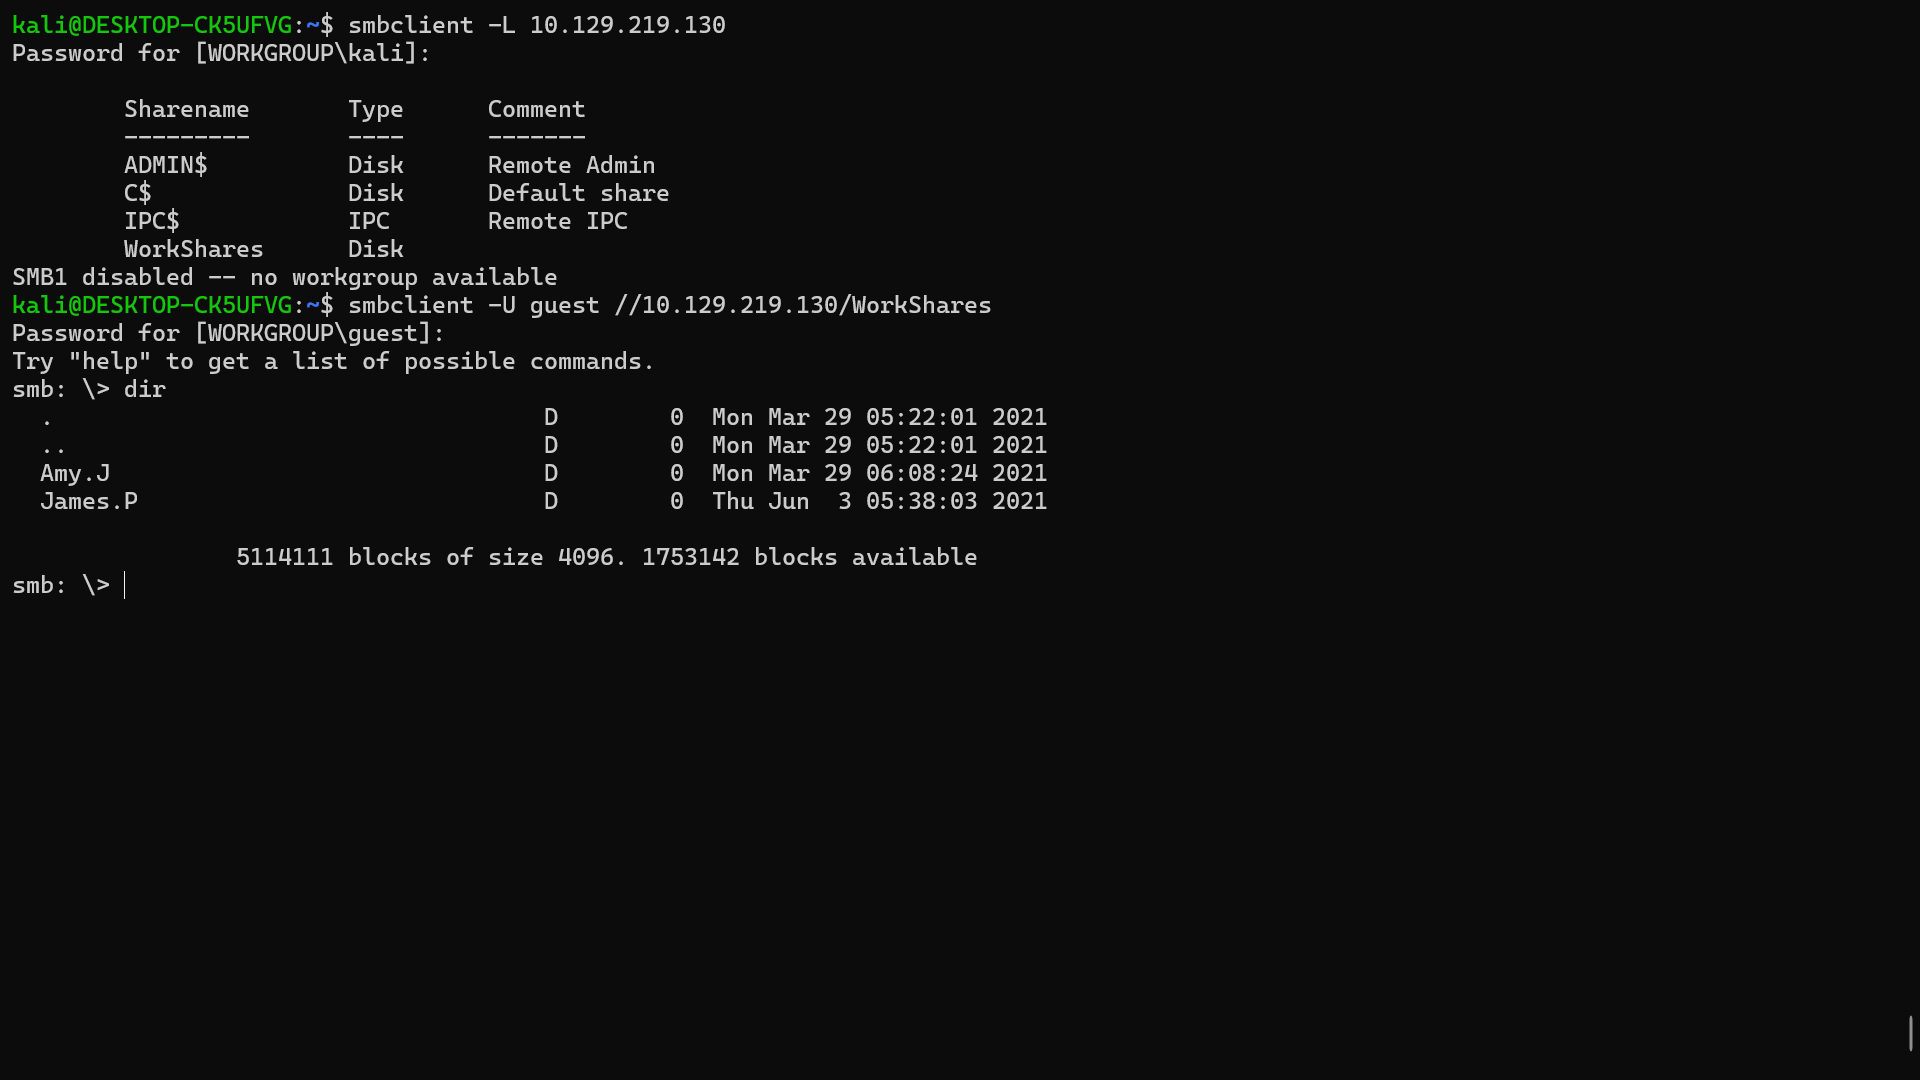 kali@DESKTOP-CK5UFVG:~$ smbclient -L 10.129.219.130
Password for [WORKGROUP\kali]:

        Sharename       Type      Comment
        ---------       ----      -------
        ADMIN$          Disk      Remote Admin
        C$              Disk      Default share
        IPC$            IPC       Remote IPC
        WorkShares      Disk
SMB1 disabled -- no workgroup available
kali@DESKTOP-CK5UFVG:~$ smbclient -U guest //10.129.219.130/WorkShares
Password for [WORKGROUP\guest]:
Try "help" to get a list of possible commands.
smb: \> dir
  .                                   D        0  Mon Mar 29 05:22:01 2021
  ..                                  D        0  Mon Mar 29 05:22:01 2021
  Amy.J                               D        0  Mon Mar 29 06:08:24 2021
  James.P                             D        0  Thu Jun  3 05:38:03 2021

                5114111 blocks of size 4096. 1753142 blocks available
smb: \>